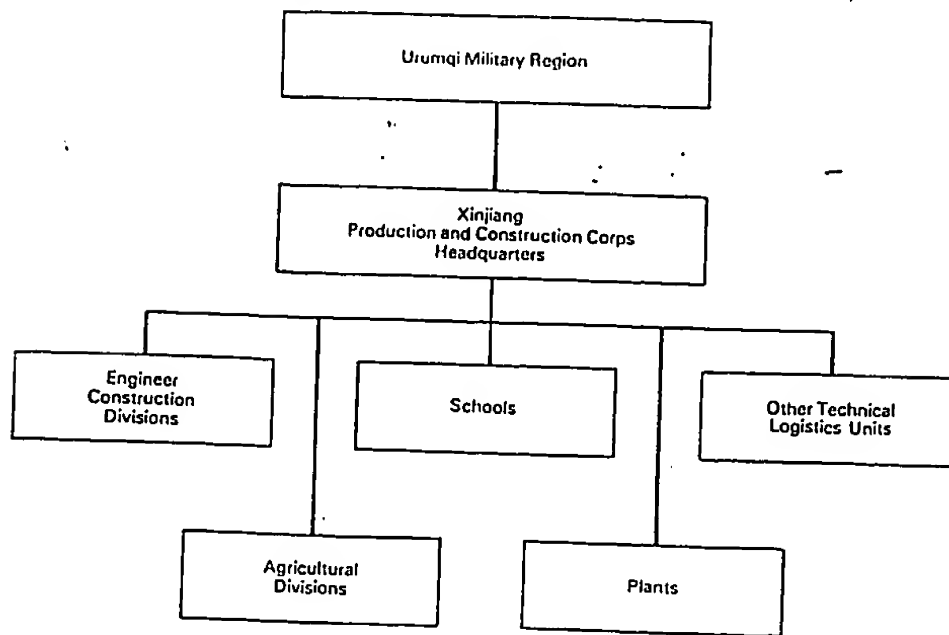 Urumqi Military Region
Xinjiang
Production and Construction Corps
Headquarters
Engineer
Construction
Divisions
Schools
Other Technical
Logistics Units
Agricultural
Divisions
Plants